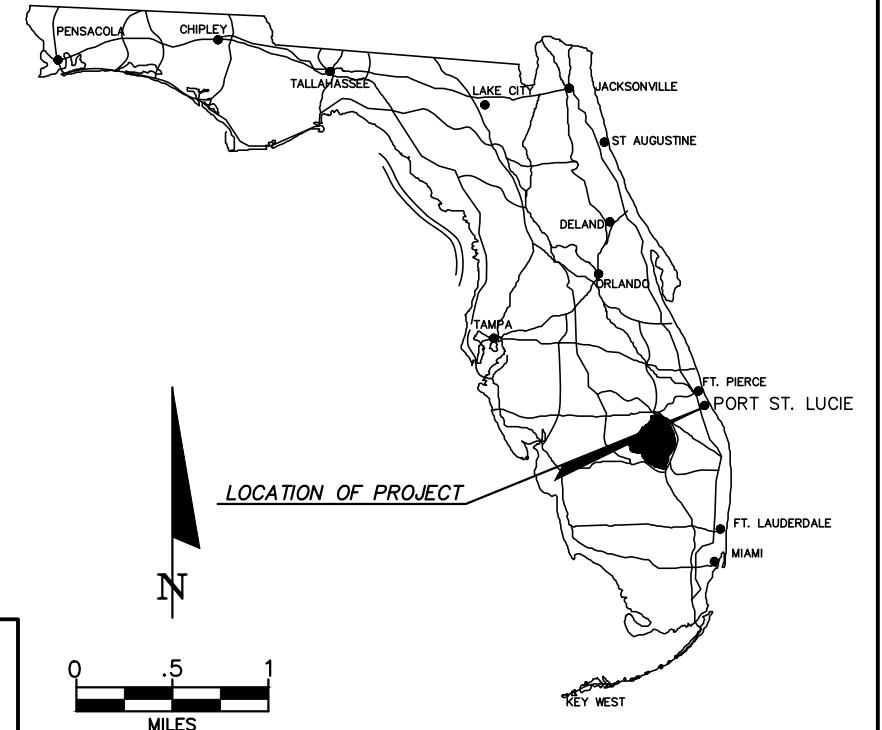 PENSACOLA
CHIPLEY
TALLAHASSEE
LAKE CITY
JACKSONVILLE
ST AUGUSTINE
DELAND
ORLANDO
TAMPA
FT. PIERCE
PORT ST. LUCIE
LOCATION OF PROJECT
FT. LAUDERDALE
MIAMI
N
0 .5 1
MILES
KEY WEST